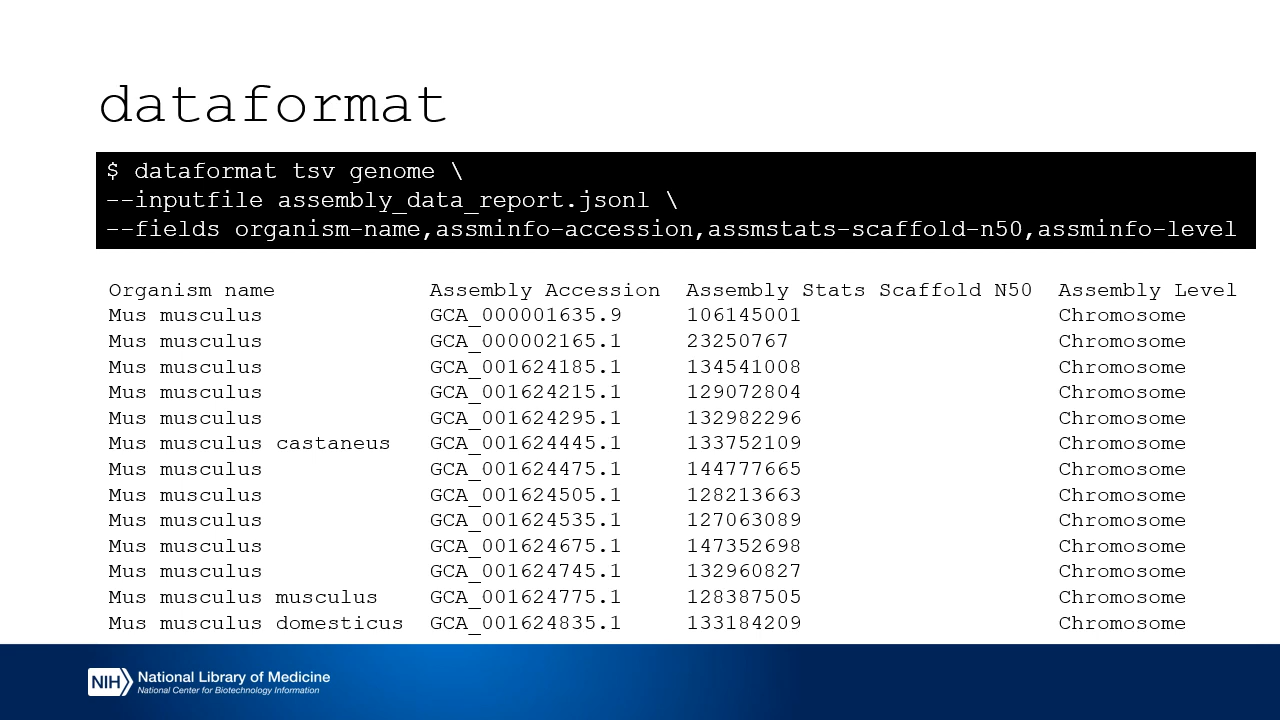 dataformat
$ dataformat tsv genome \
--inputfile assembly_data_report.jsonl \
--fields organism-name,assminfo-accession,assmstats-scaffold-n50,assminfo-level
Organism name Assembly Accession Assembly Stats Scaffold N50 Assembly Level
Mus musculus GCA_000001635.9 106145001 Chromosome
Mus musculus GCA_000002165.1 23250767 Chromosome
Mus musculus GCA_001624185.1 134541008 Chromosome
Mus musculus GCA_001624215.1 129072804 Chromosome
Mus musculus GCA_001624295.1 132982296 Chromosome
Mus musculus castaneus GCA_001624445.1 133752109 Chromosome
Mus musculus GCA_001624475.1 144777665 Chromosome
Mus musculus GCA_001624505.1 128213663 Chromosome
Mus musculus GCA_001624535.1 127063089 Chromosome
Mus musculus GCA_001624675.1 147352698 Chromosome
Mus musculus GCA_001624745.1 132960827 Chromosome
Mus musculus musculus GCA_001624775.1 128387505 Chromosome
Mus musculus domesticus GCA_001624835.1 133184209 Chromosome
NIH National Library of Medicine
National Center for Biotechnology Information